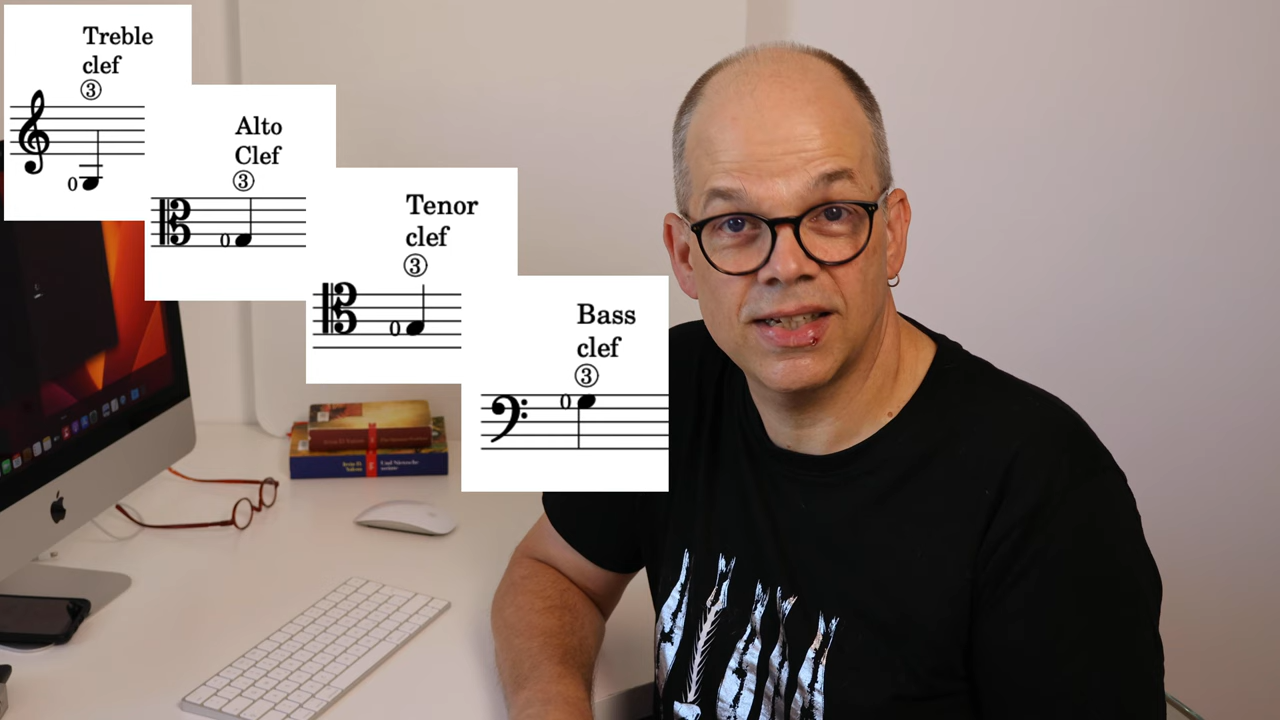 Treble
clef
③
0
Alto
Clef
③
0
Tenor
clef
③
0
Bass
clef
③
0